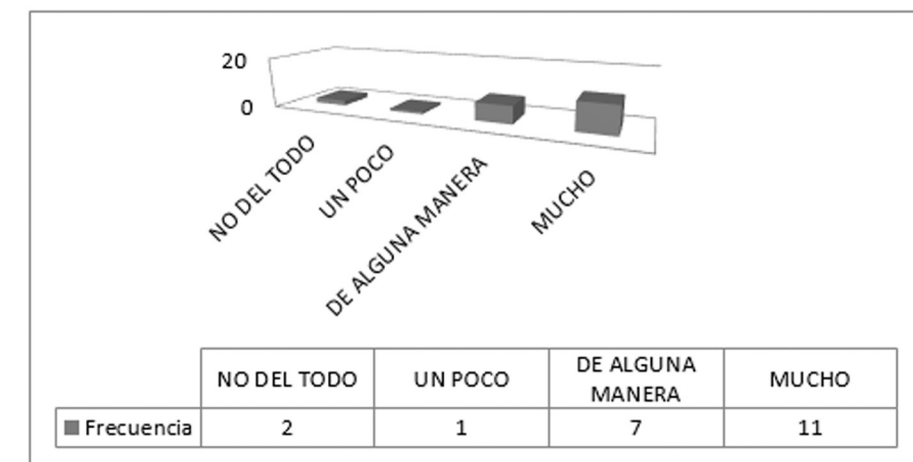 20
0
NO DEL TODO
UN POCO
DE ALGUNA MANERA
MUCHO
NO DEL TODO UN POCO DE ALGUNA MANERA MUCHO
Frecuencia 2 1 7 11